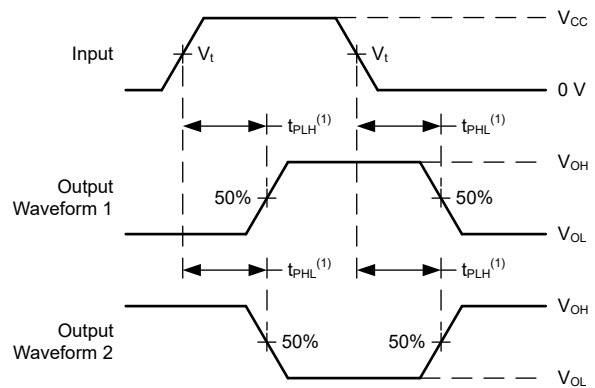 V_CC
Input
V_t
V_t
0 V
t_PLH^(1)
t_PHL^(1)
V_OH
Output
Waveform 1
50%
50%
V_OL
t_PHL^(1)
t_PLH^(1)
V_OH
Output
Waveform 2
50%
50%
V_OL